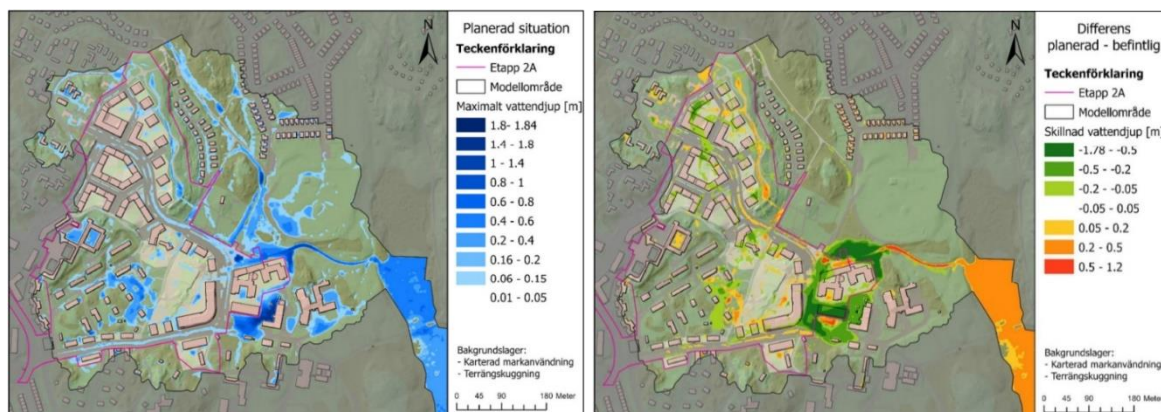 N
Planerad situation
Teckenförklaring
Etapp 2A
Modellområde
Maximalt vattendjup [m]
1.8- 1.84
1.4 - 1.8
1 - 1.4
0.8 - 1
0.6 - 0.8
0.4 - 0.6
0.2 - 0.4
0.16 - 0.2
0.06 - 0.15
0.01 - 0.05
Bakgrundslager:
- Karterad markanvändning
- Terrängskuggning
0 45 90 180 Meter
N
Differens
planerad - befintlig
Teckenförklaring
Etapp 2A
Modellområde
Skillnad vattendjup [m]
-1.78 - -0.5
-0.5 - -0.2
-0.2 - -0.05
-0.05 - 0.05
0.05 - 0.2
0.2 - 0.5
0.5 - 1.2
Bakgrundslager:
- Karterad markanvändning
- Terrängskuggning
0 45 90 180 Meter